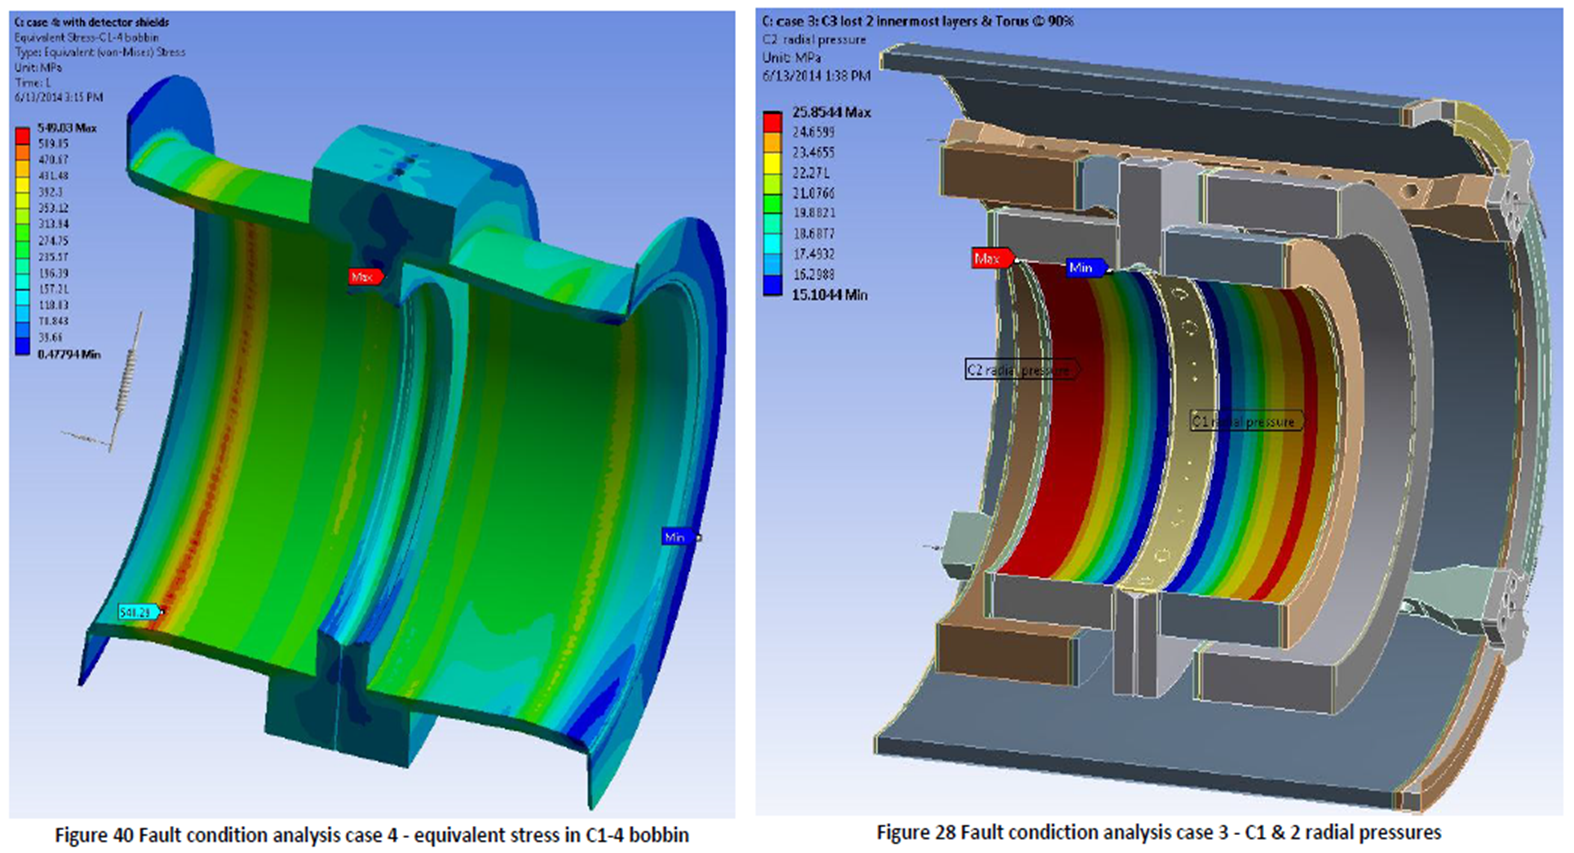 C: case 4: with detector shields
Equivalent Stress-C1-4 bobbin
Type: Equivalent (von-Mises) Stress
Unit: MPa
Time: 1
6/13/2014 3:15 PM
549.03 Max
509.85
470.67
431.48
392.3
353.12
313.94
274.75
235.57
196.39
157.21
118.03
78.843
39.66
0.47794 Min
Max
Min
541.29
Figure 40 Fault condition analysis case 4 - equivalent stress in C1-4 bobbin
C: case 3: C3 lost 2 innermost layers & Torus @ 90%
C2 radial pressure
Unit: MPa
6/13/2014 1:38 PM
25.8544 Max
24.6599
23.4655
22.271
21.0766
19.8821
18.6877
17.4932
16.2988
15.1044 Min
Max
Min
C2 radial pressure
C1 radial pressure
Figure 28 Fault condiction analysis case 3 - C1 & 2 radial pressures